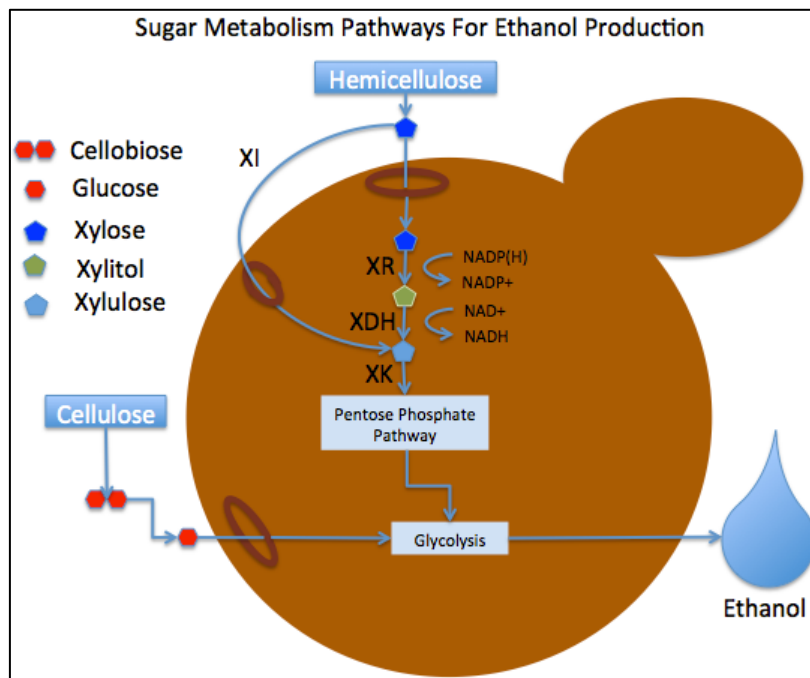 Sugar Metabolism Pathways For Ethanol Production
Hemicellulose
Cellobiose
Glucose
Xylose
Xylitol
Xylulose
XI
XR
NADP(H)
NADP+
XDH
NAD+
NADH
XK
Pentose Phosphate
Pathway
Cellulose
Glycolysis
Ethanol